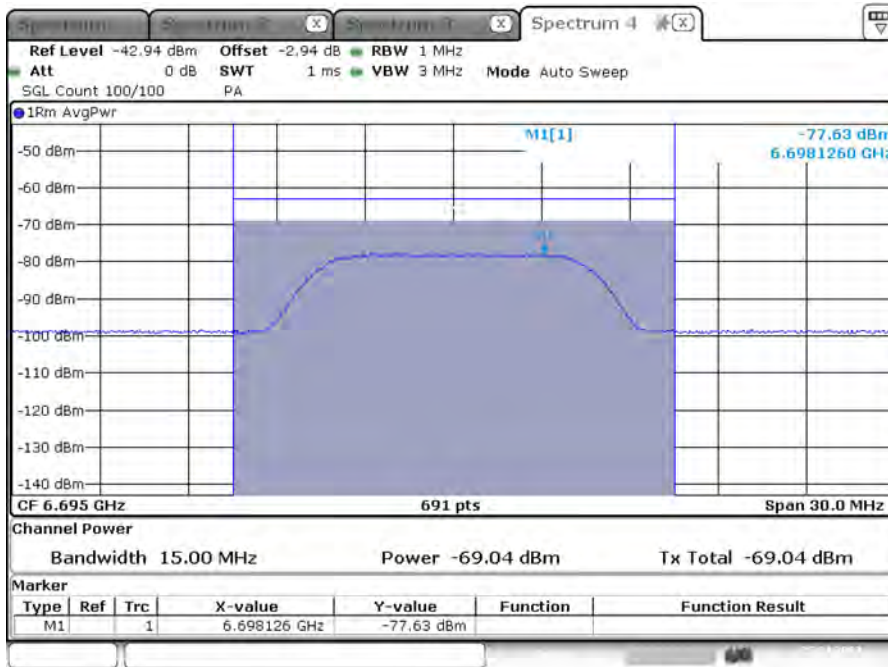 Spectrum 4
Ref Level -42.94 dBm Offset -2.94 dB RBW 1 MHz
Att 0 dB SWT 1 ms VBW 3 MHz Mode Auto Sweep
SGL Count 100/100 PA
1Rm AvgPwr
M1[1] -77.63 dBm
6.6981260 GHz
-50 dBm
-60 dBm
-70 dBm
-80 dBm
-90 dBm
-100 dBm
-110 dBm
-120 dBm
-130 dBm
-140 dBm
CF 6.695 GHz 691 pts Span 30.0 MHz
Channel Power
Bandwidth 15.00 MHz Power -69.04 dBm Tx Total -69.04 dBm
Marker
Type Ref Trc X-value Y-value Function Function Result
M1 1 6.698126 GHz -77.63 dBm